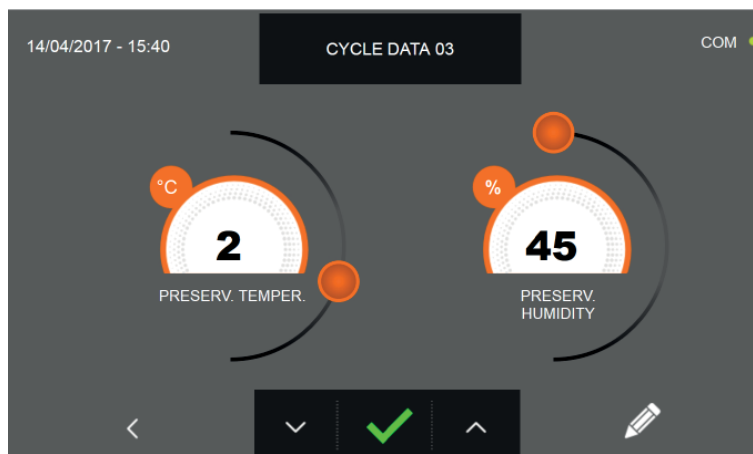 14/04/2017 - 15:40
CYCLE DATA 03
COM
°C
2
PRESERV. TEMPER.
%
45
PRESERV.
HUMIDITY